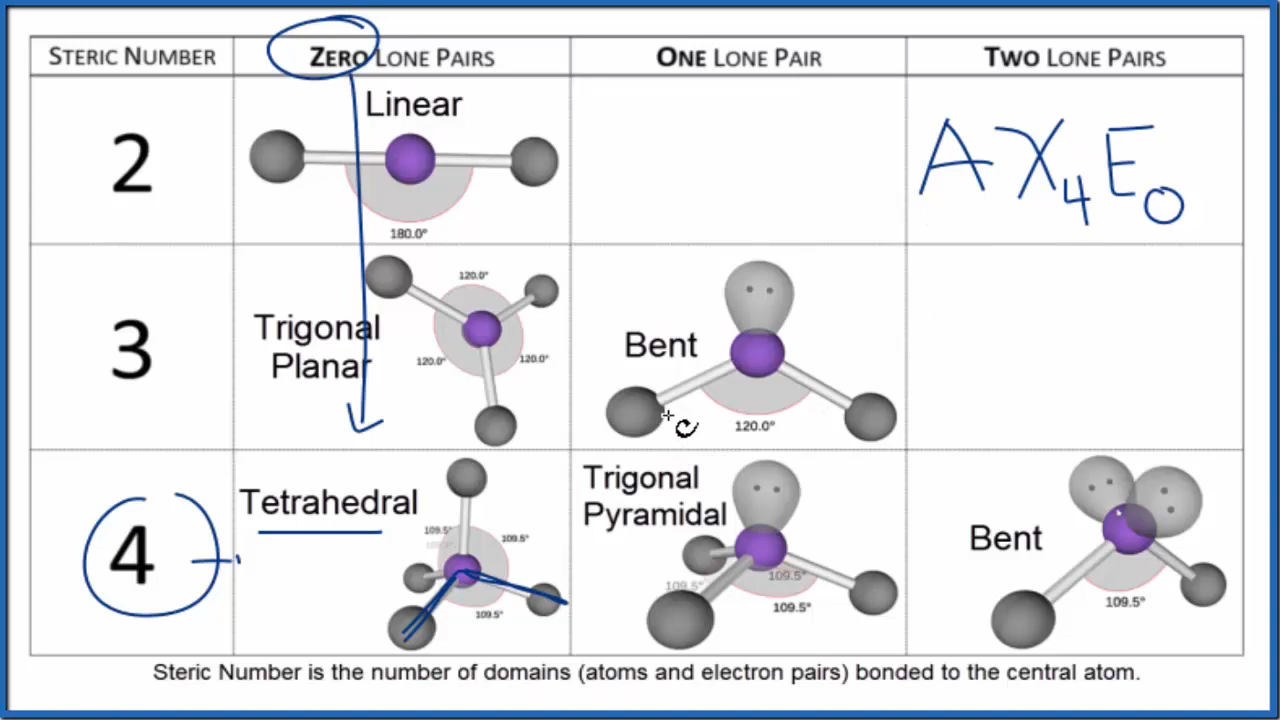 STERIC NUMBER
ZERO LONE PAIRS
ONE LONE PAIR
TWO LONE PAIRS
2
Linear
180.0°
AX4E0
3
Trigonal
Planar
120.0°
120.0°
120.0°
Bent
120.0°
4
Tetrahedral
109.5°
109.5°
109.5°
Trigonal
Pyramidal
109.5°
109.5°
109.5°
Bent
109.5°
Steric Number is the number of domains (atoms and electron pairs) bonded to the central atom.